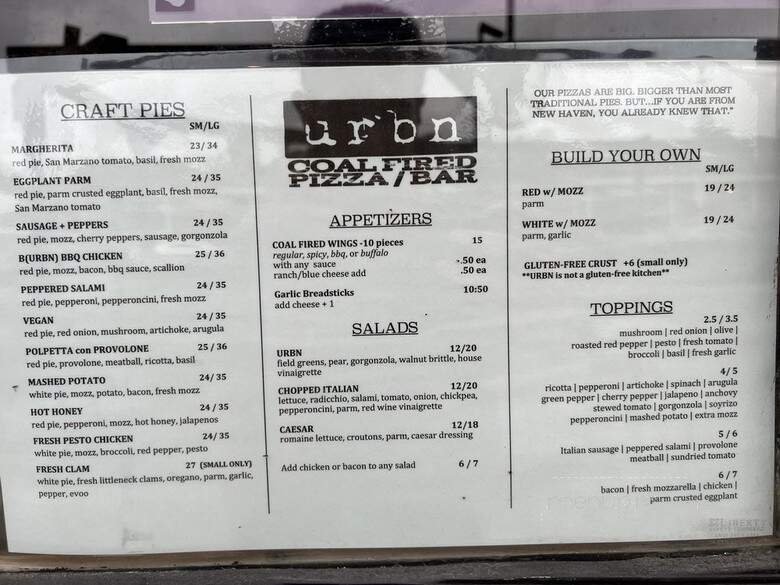 CRAFT PIES
SM/LG
MARGHERITA 23/34
red pie, San Marzano tomato, basil, fresh mozz
EGGPLANT PARM 24 / 35
red pie, parm crusted eggplant, basil, fresh mozz,
San Marzano tomato
SAUSAGE + PEPPERS 24 / 35
red pie, mozz, cherry peppers, sausage, gorgonzola
B(URBN) BBQ CHICKEN 25 / 36
red pie, mozz, bacon, bbq sauce, scallion
PEPPERED SALAMI 24 / 35
red pie, pepperoni, pepperoncini, fresh mozz
VEGAN 24 / 35
red pie, red onion, mushroom, artichoke, arugula
POLPETTA con PROVOLONE 25 / 36
red pie, provolone, meatball, ricotta, basil
MASHED POTATO 24/35
white pie, mozz, potato, bacon, fresh mozz
HOT HONEY 24 / 35
red pie, pepperoni, mozz, hot honey, jalapenos
FRESH PESTO CHICKEN 24/35
white pie, mozz, broccoli, red pepper, pesto
FRESH CLAM 27 (SMALL ONLY)
white pie, fresh littleneck clams, oregano, parm, garlic,
pepper, evoo
urbn
COAL FIRED
PIZZA / BAR
APPETIZERS
COAL FIRED WINGS -10 pieces 15
regular, spicy, bbq, or buffalo
with any sauce .50 ea
ranch/blue cheese add .50 ea
Garlic Breadsticks 10:50
add cheese + 1
SALADS
URBN 12/20
field greens, pear, gorgonzola, walnut brittle, house
vinaigrette
CHOPPED ITALIAN 12/20
lettuce, radicchio, salami, tomato, onion, chickpea,
pepperoncini, parm, red wine vinaigrette
CAESAR 12/18
romaine lettuce, croutons, parm, caesar dressing
Add chicken or bacon to any salad 6 / 7
OUR PIZZAS ARE BIG. BIGGER THAN MOST
TRADITIONAL PIES. BUT...IF YOU ARE FROM
NEW HAVEN, YOU ALREADY KNEW THAT."
BUILD YOUR OWN
SM/LG
RED w/ MOZZ 19 / 24
parm
WHITE w/ MOZZ 19 / 24
parm, garlic
GLUTEN-FREE CRUST +6 (small only)
**URBN is not a gluten-free kitchen**
TOPPINGS
2.5 / 3.5
mushroom | red onion | olive |
roasted red pepper | pesto | fresh tomato |
broccoli | basil | fresh garlic
4/ 5
ricotta | pepperoni | artichoke | spinach | arugula
green pepper | cherry pepper | jalapeno | anchovy
stewed tomato | gorgonzola | soyrizo
pepperoncini | mashed potato | extra mozz
5 / 6
Italian sausage | peppered salami | provolone
meatball | sundried tomato
6 / 7
bacon | fresh mozzarella | chicken |
parm crusted eggplant